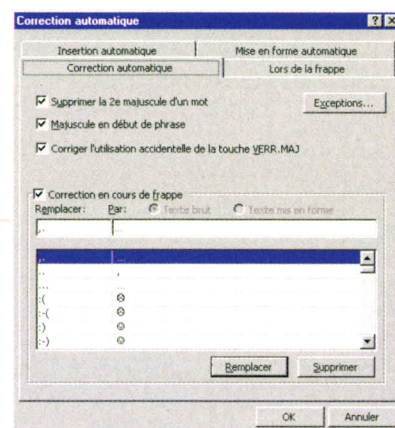 Correction automatique
Insertion automatique Mise en forme automatique
Correction automatique Lors de la frappe
Supprimer la 2e majuscule d'un mot Exceptions...
Majuscule en début de phrase
Corriger l'utilisation accidentelle de la touche VERR.MAJ
Correction en cours de frappe
Remplacer: Par: Texte brut Texte mis en forme
,. ...
,. ...
.. ,
... ...
:( ☹
:-( ☹
:) ☺
:-) ☺
Remplacer Supprimer
OK Annuler